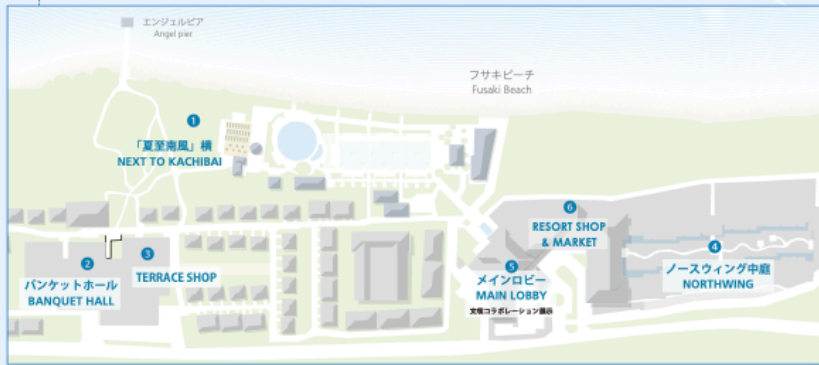 エンジェルピア
Angel pier
フサキビーチ
Fusaki Beach
1
「夏至南風」横
NEXT TO KACHIBAI
6
RESORT SHOP
& MARKET
2
バンケットホール
BANQUET HALL
3
TERRACE SHOP
5
メインロビー
MAIN LOBBY
文様コラボレーション展示
4
ノースウィング中庭
NORTHWING